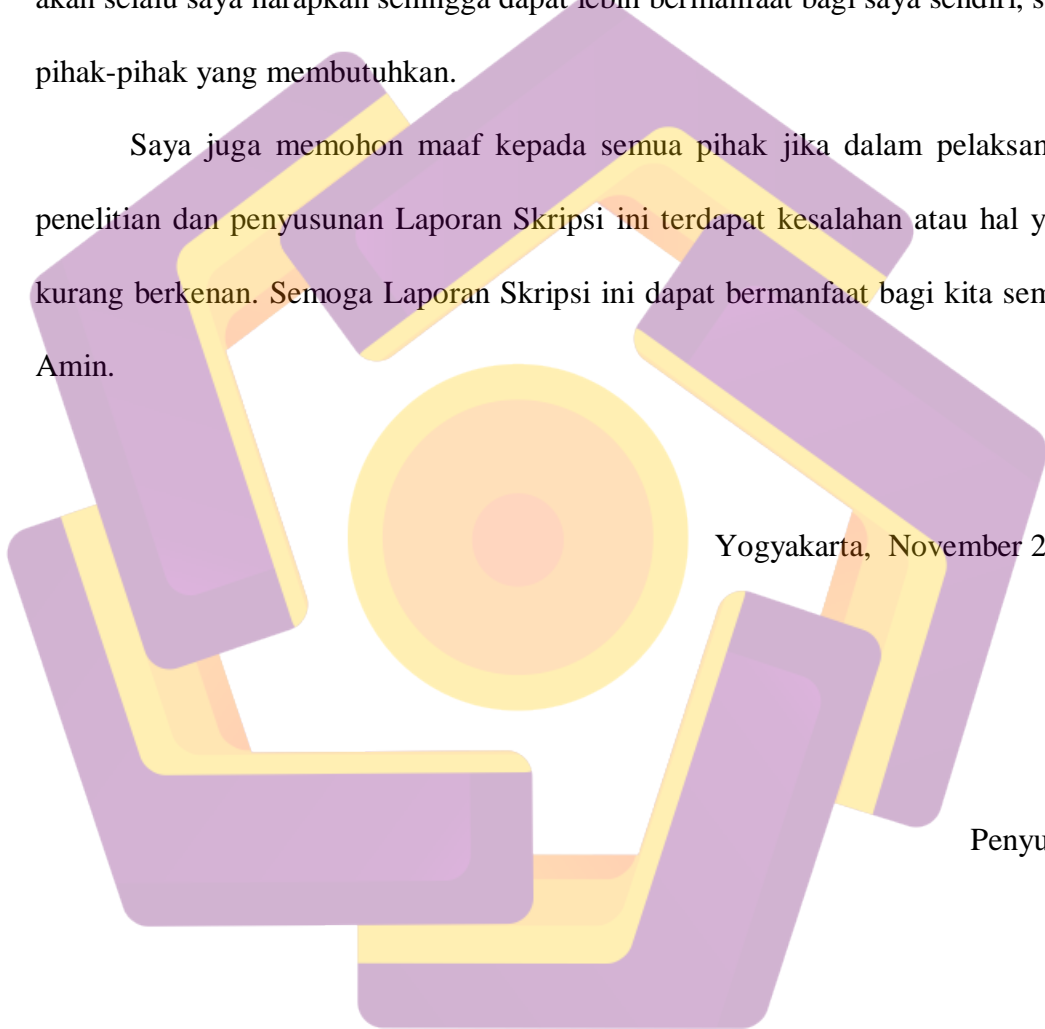 akan selalu saya harapkan sehingga dapat lebih bermanfaat bagi saya sendiri, s
pihak-pihak yang membutuhkan.
Saya juga memohon maaf kepada semua pihak jika dalam pelaksan
penelitian dan penyusunan Laporan Skripsi ini terdapat kesalahan atau hal y
kurang berkenan. Semoga Laporan Skripsi ini dapat bermanfaat bagi kita sem
Amin.
Yogyakarta, November 2
Penyu